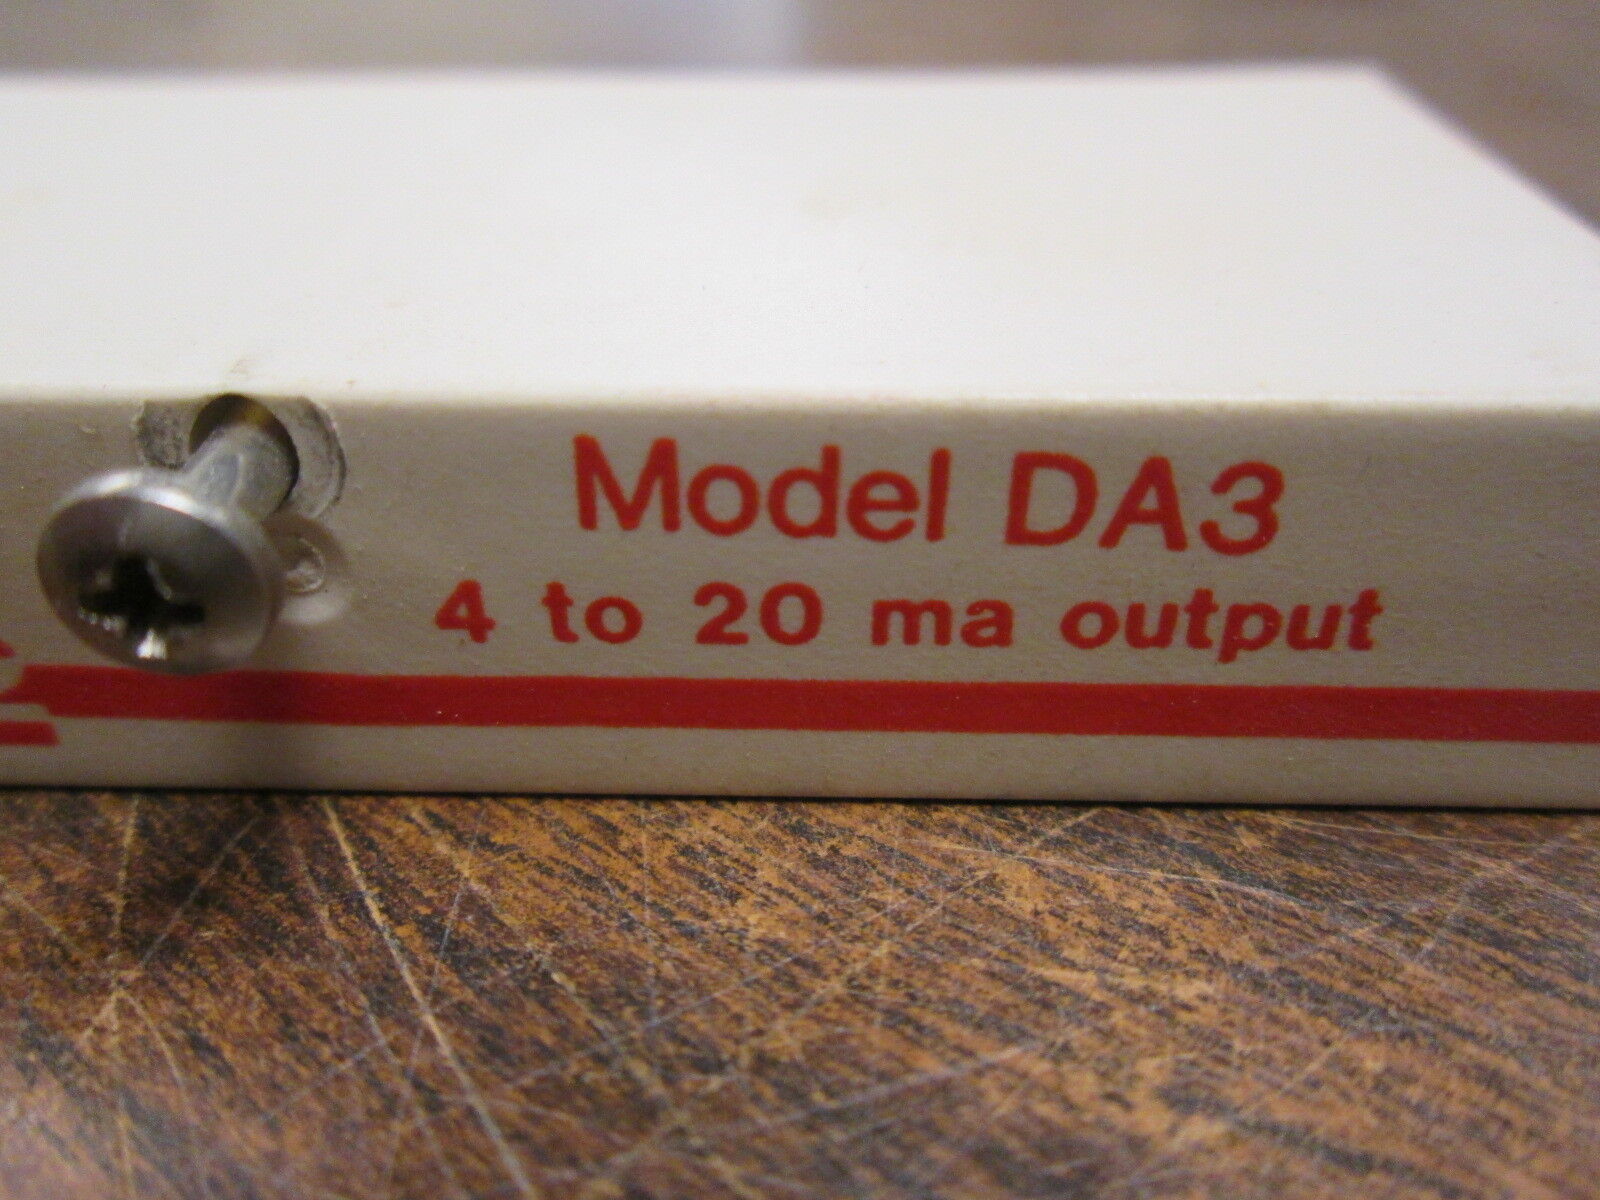 Model DA3
4 to 20 ma output